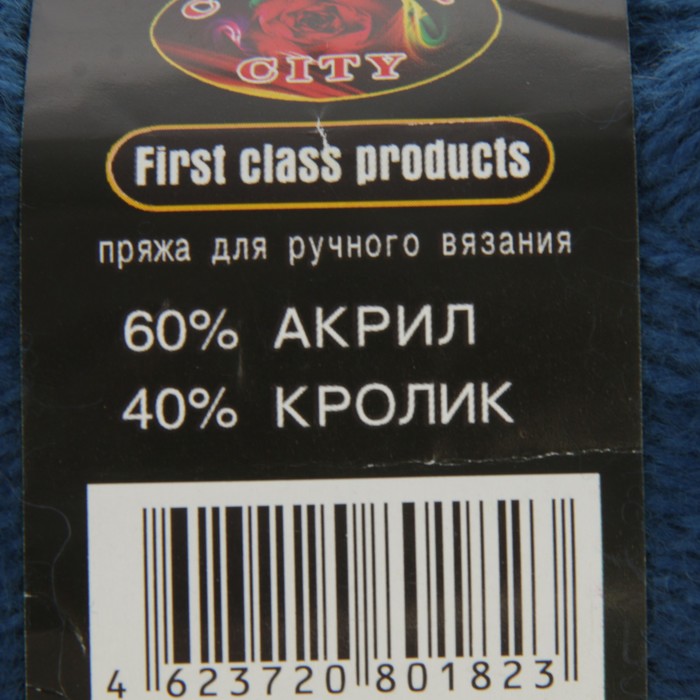 CITY
First class products
пряжа для ручного вязания
60% АКРИЛ
40% КРОЛИК
4 623720 801823